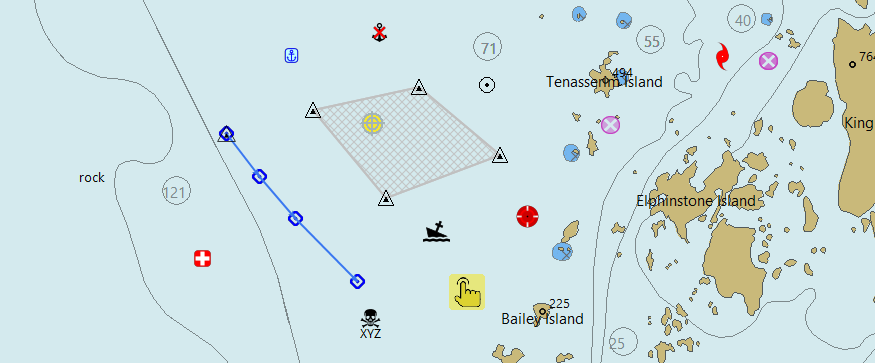 40
55
71
764
494
Tenasserim Island
King
rock
121
Elphinstone Island
225
Bailey Island
XYZ
25